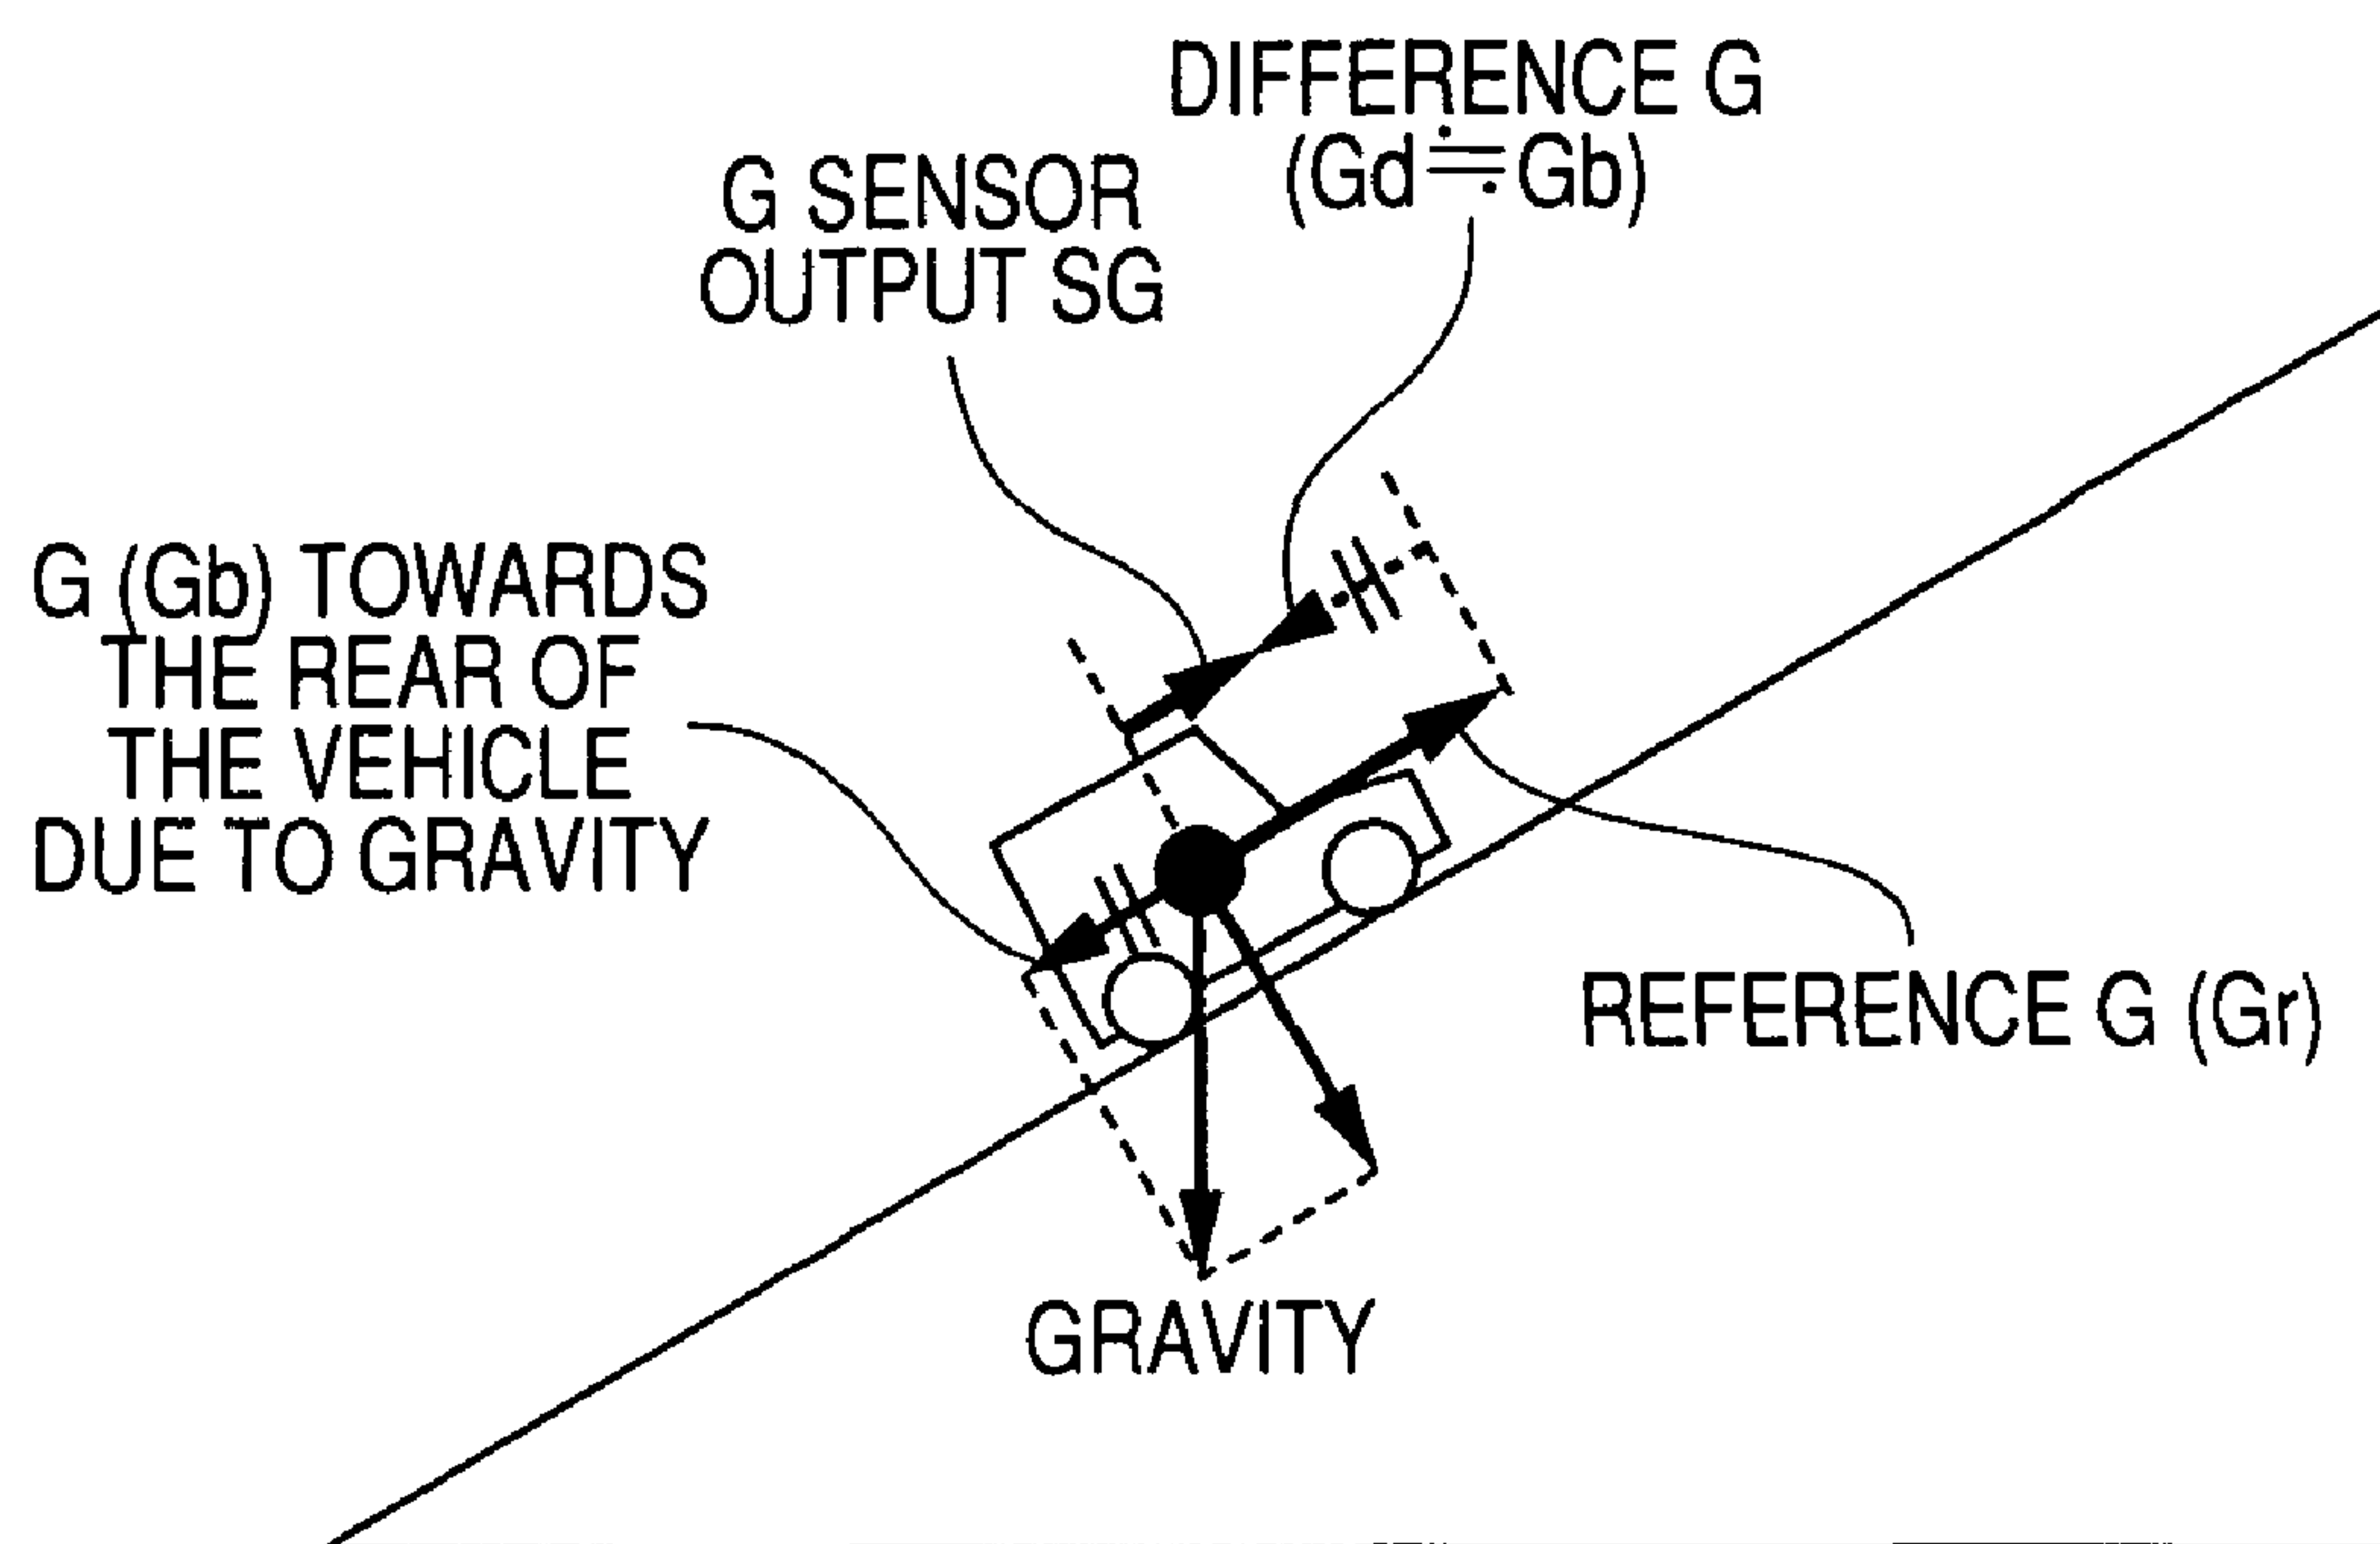 DIFFERENCE G
(Gd≒Gb)
G SENSOR
OUTPUT SG
G (Gb) TOWARDS
THE REAR OF
THE VEHICLE
DUE TO GRAVITY
REFERENCE G (Gr)
GRAVITY